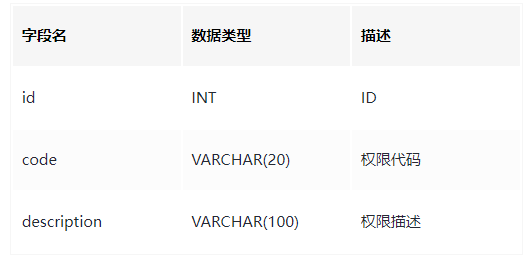 字段名 数据类型 描述
id INT ID
code VARCHAR(20) 权限代码
description VARCHAR(100) 权限描述